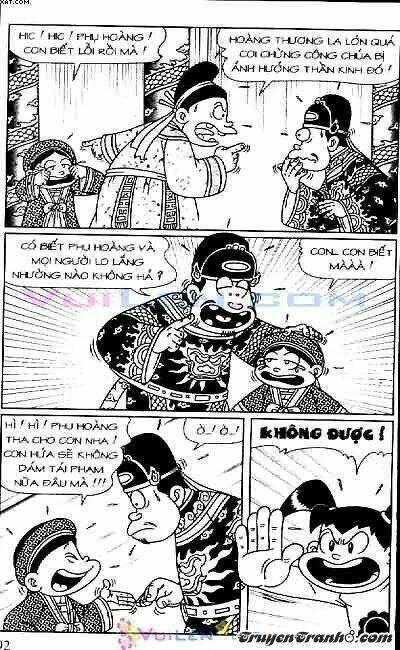 HIC! HIC! PHỤ HOÀNG!
CON BIẾT LỖI RỒI MÀ!
HOÀNG THƯỢNG LA LỚN QUÁ
COI CHỪNG CÔNG CHÚA BỊ
ẢNH HƯỞNG THẦN KINH ĐÓ!
CÓ BIẾT PHỤ HOÀNG VÀ
MỌI NGƯỜI LO LẮNG
NHƯỜNG NÀO KHÔNG HẢ?
CON... CON BIẾT
MÀÀÀ!
VUILEN.COM
HÌ! HÌ! PHỤ HOÀNG
THA CHO CON NHA!
CON HỨA SẼ KHÔNG
DÁM TÁI PHẠM
NỮA ĐÂU MÀ!!!
Ờ..! Ờ..!
KHÔNG ĐƯỢC!
92
VUILEN
TruyenTranh8.com